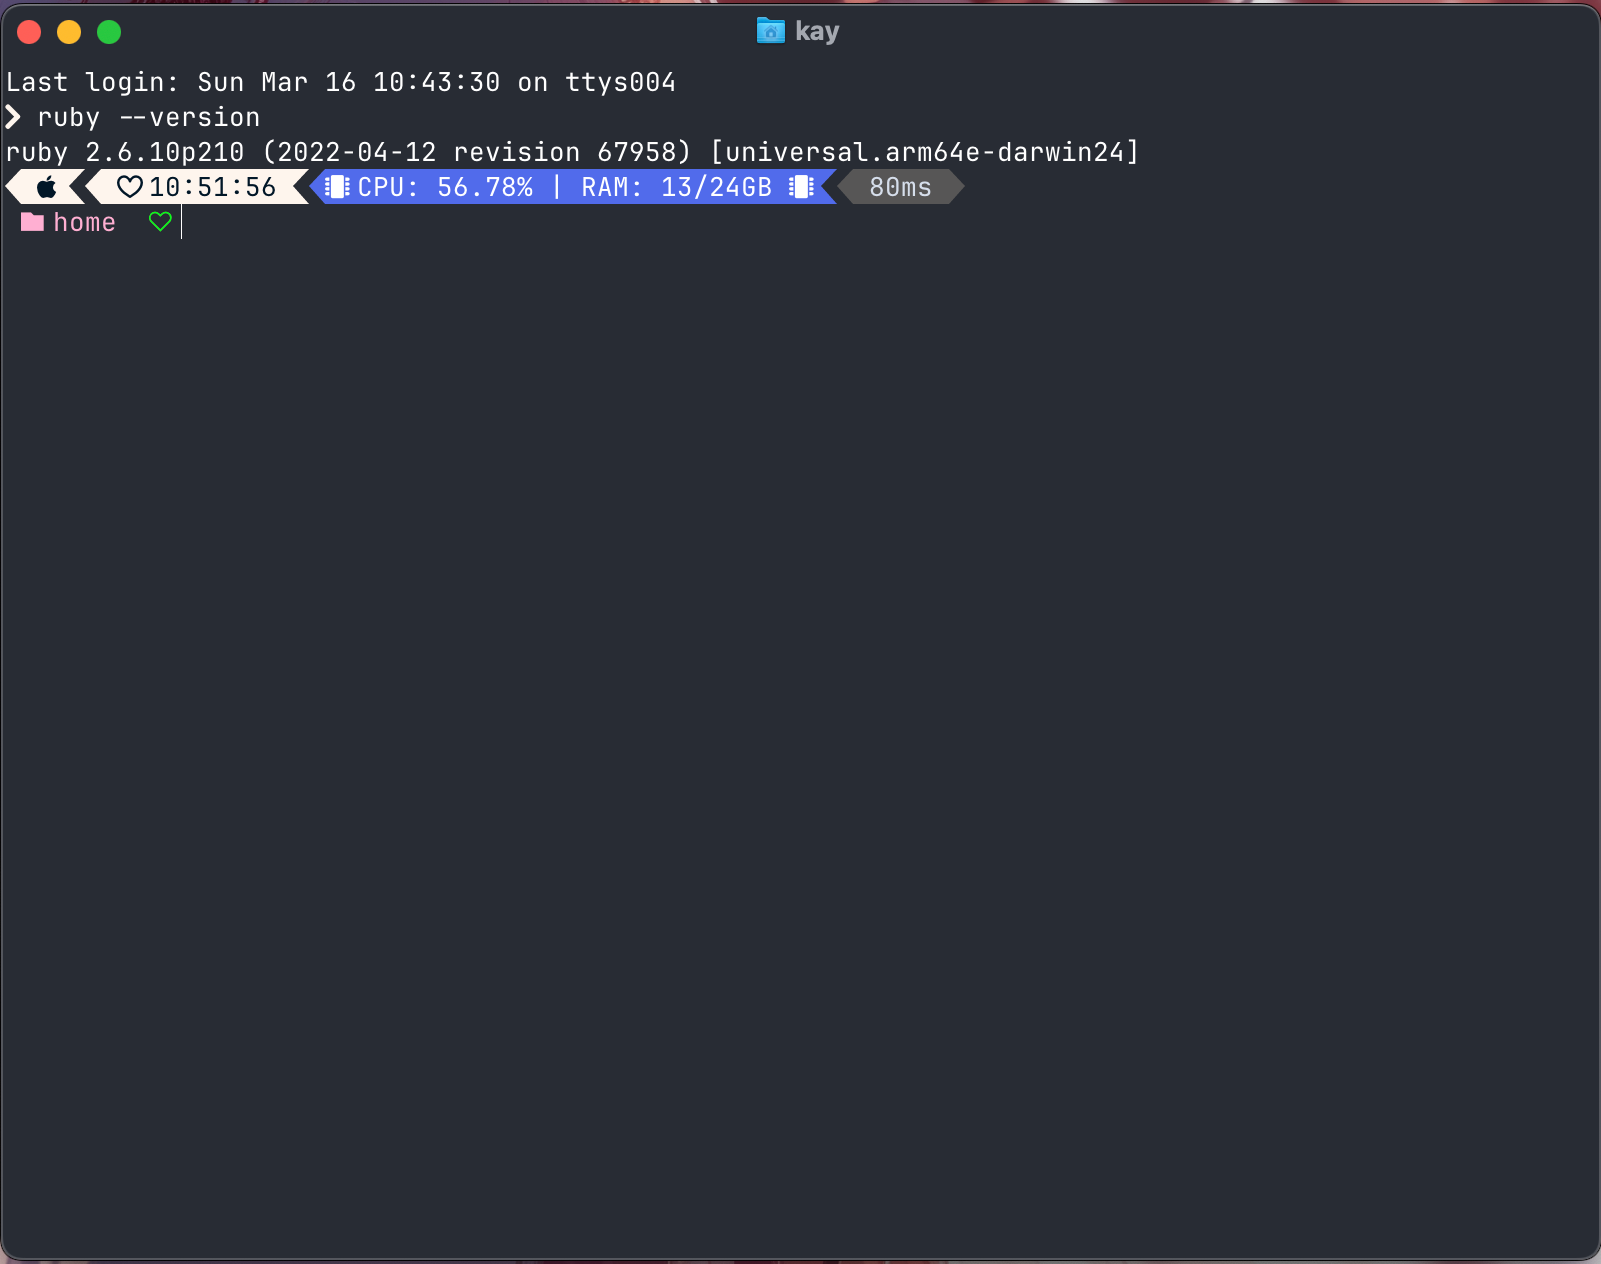 kay
Last login: Sun Mar 16 10:43:30 on ttys004
❯ ruby --version
ruby 2.6.10p210 (2022-04-12 revision 67958) [universal.arm64e-darwin24]
♡10:51:56 CPU: 56.78% | RAM: 13/24GB 80ms
home ♡